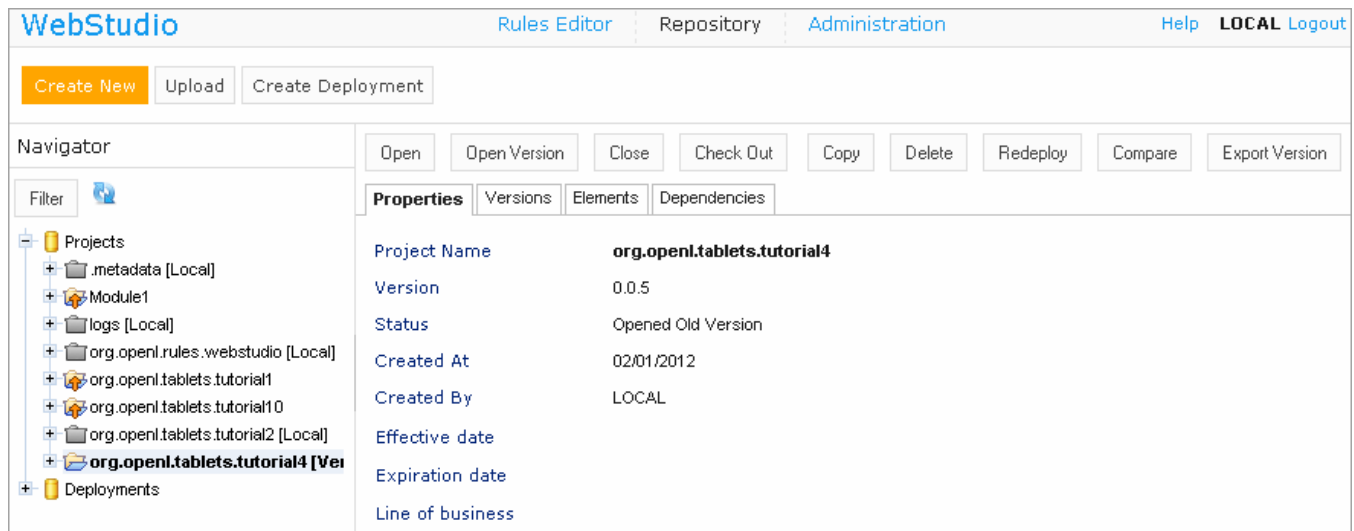 WebStudio Rules Editor Repository Administration Help LOCAL Logout
Create New Upload Create Deployment
Navigator
Open Open Version Close Check Out Copy Delete Redeploy Compare Export Version
Filter
Properties Versions Elements Dependencies
Projects
.metadata [Local]
Module1
logs [Local]
org.openl.rules.webstudio [Local]
org.openl.tablets.tutorial1
org.openl.tablets.tutorial10
org.openl.tablets.tutorial2 [Local]
org.openl.tablets.tutorial4 [Ver
Deployments
Project Name org.openl.tablets.tutorial4
Version 0.0.5
Status Opened Old Version
Created At 02/01/2012
Created By LOCAL
Effective date
Expiration date
Line of business